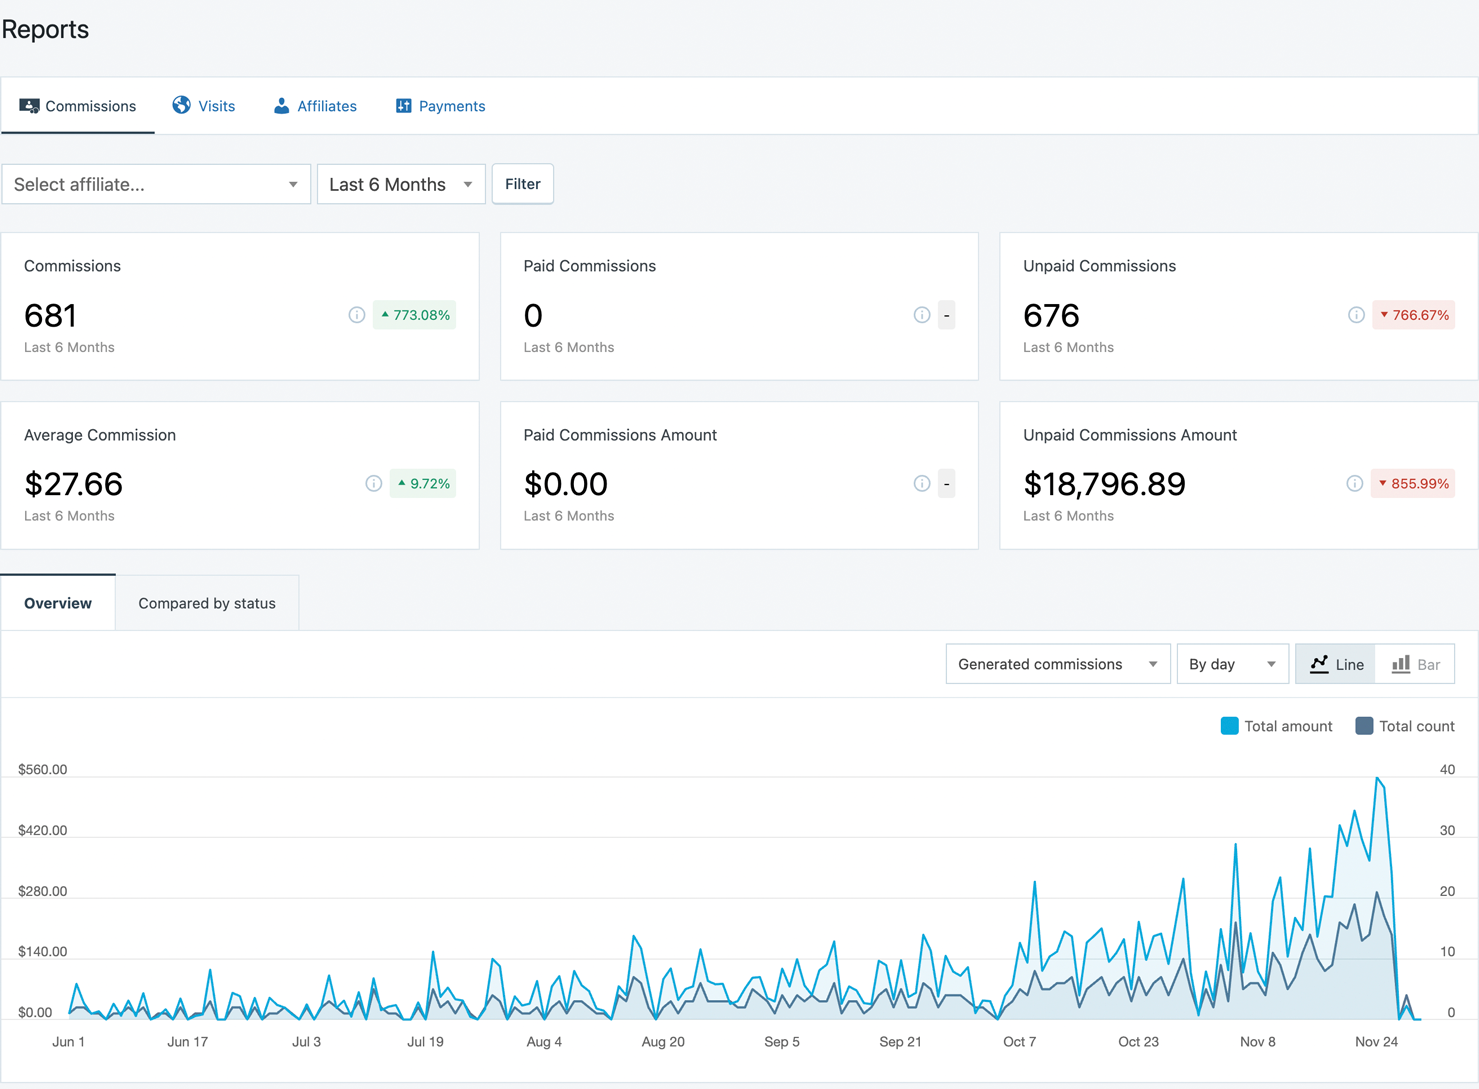 Reports
Commissions Visits Affiliates Payments
Select affiliate... Last 6 Months Filter
Commissions
681 773.08%
Last 6 Months
Paid Commissions
0 -
Last 6 Months
Unpaid Commissions
676 766.67%
Last 6 Months
Average Commission
$27.66 9.72%
Last 6 Months
Paid Commissions Amount
$0.00 -
Last 6 Months
Unpaid Commissions Amount
$18,796.89 855.99%
Last 6 Months
Overview Compared by status
Generated commissions By day Line Bar
Total amount Total count
$560.00 40
$420.00 30
$280.00 20
$140.00 10
$0.00 0
Jun 1 Jun 17 Jul 3 Jul 19 Aug 4 Aug 20 Sep 5 Sep 21 Oct 7 Oct 23 Nov 8 Nov 24